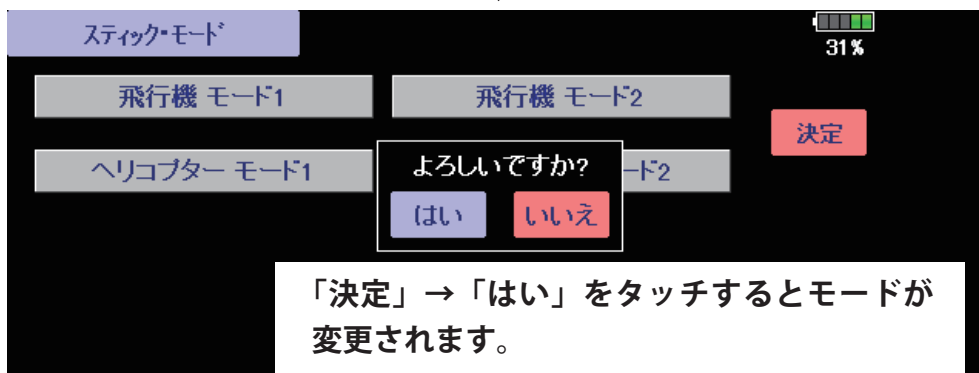 スティック・モード
31%
飛行機 モード1
飛行機 モード2
決定
ヘリコプター モード1
ード2
よろしいですか?
はい
いいえ
「決定」→「はい」をタッチするとモードが
変更されます。